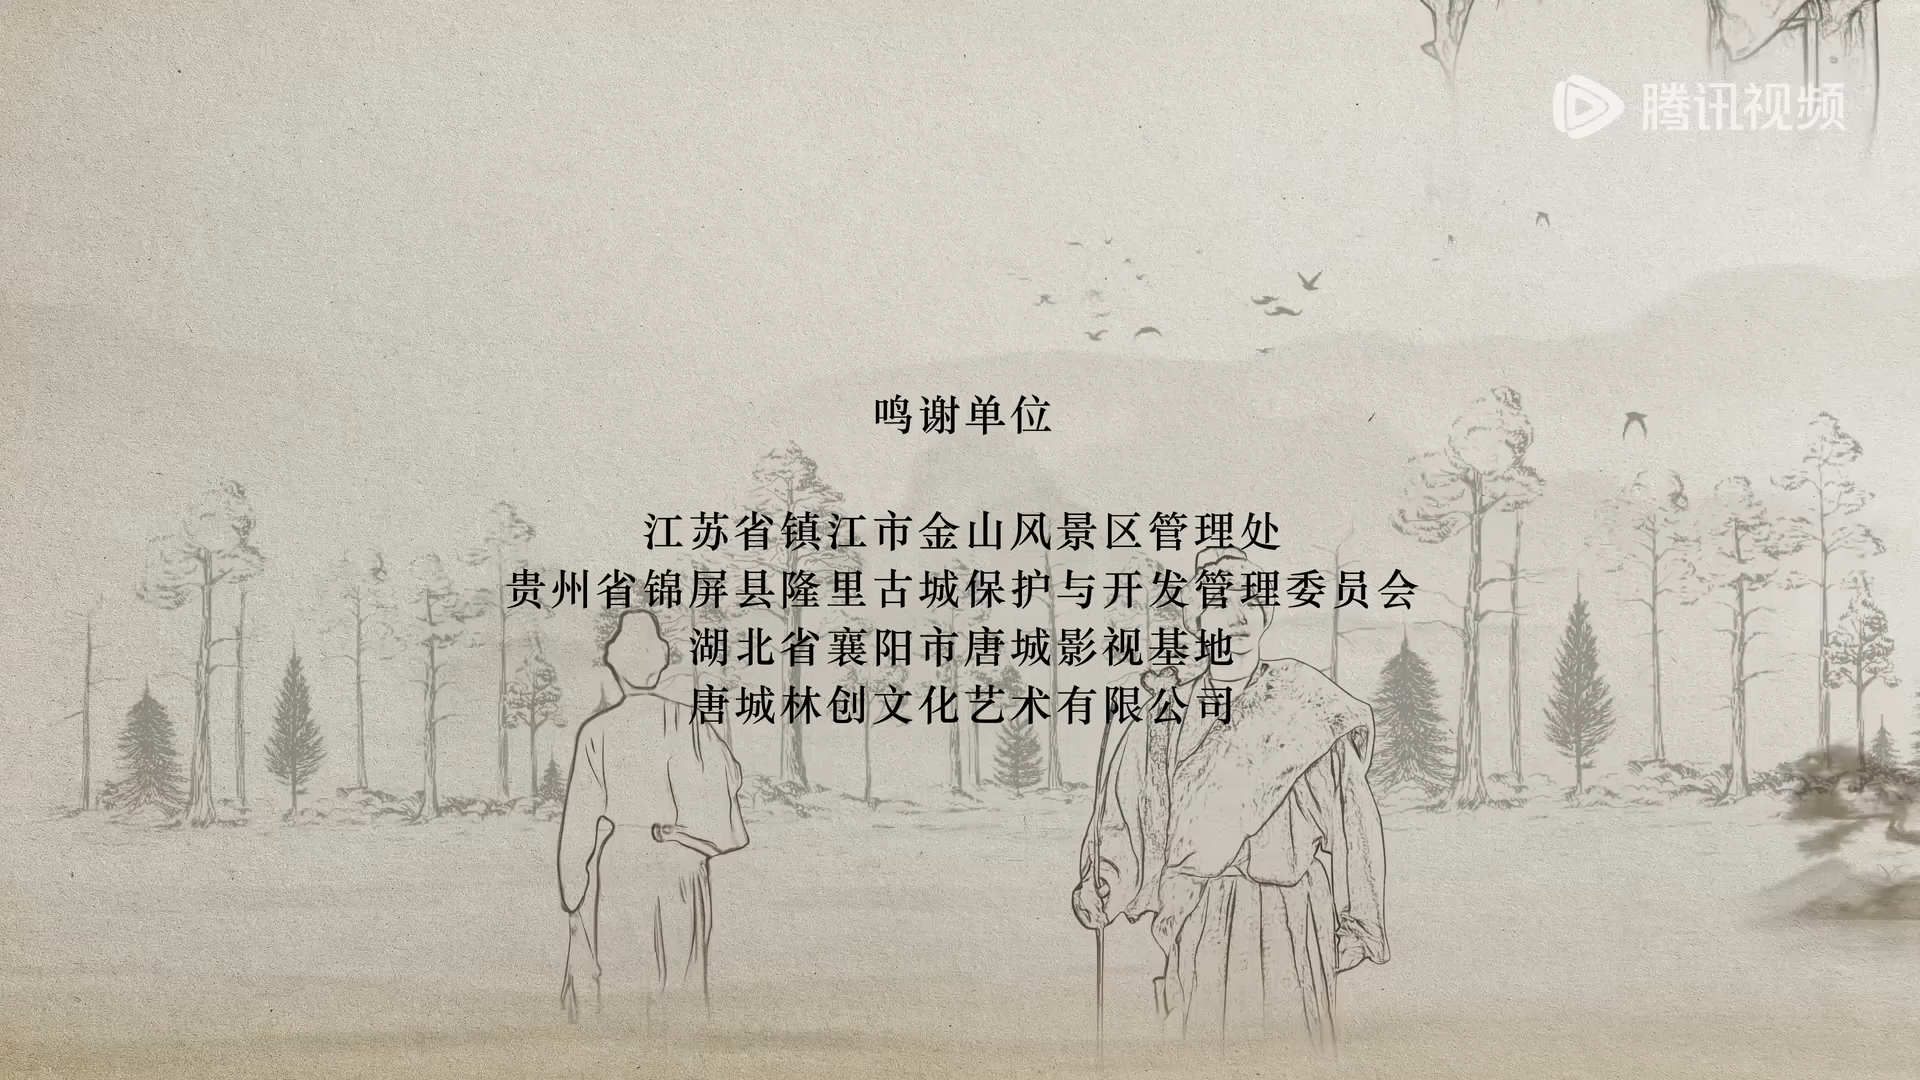 腾讯视频
鸣谢单位
江苏省镇江市金山风景区管理处
贵州省锦屏县隆里古城保护与开发管理委员会
湖北省襄阳市唐城影视基地
唐城林创文化艺术有限公司